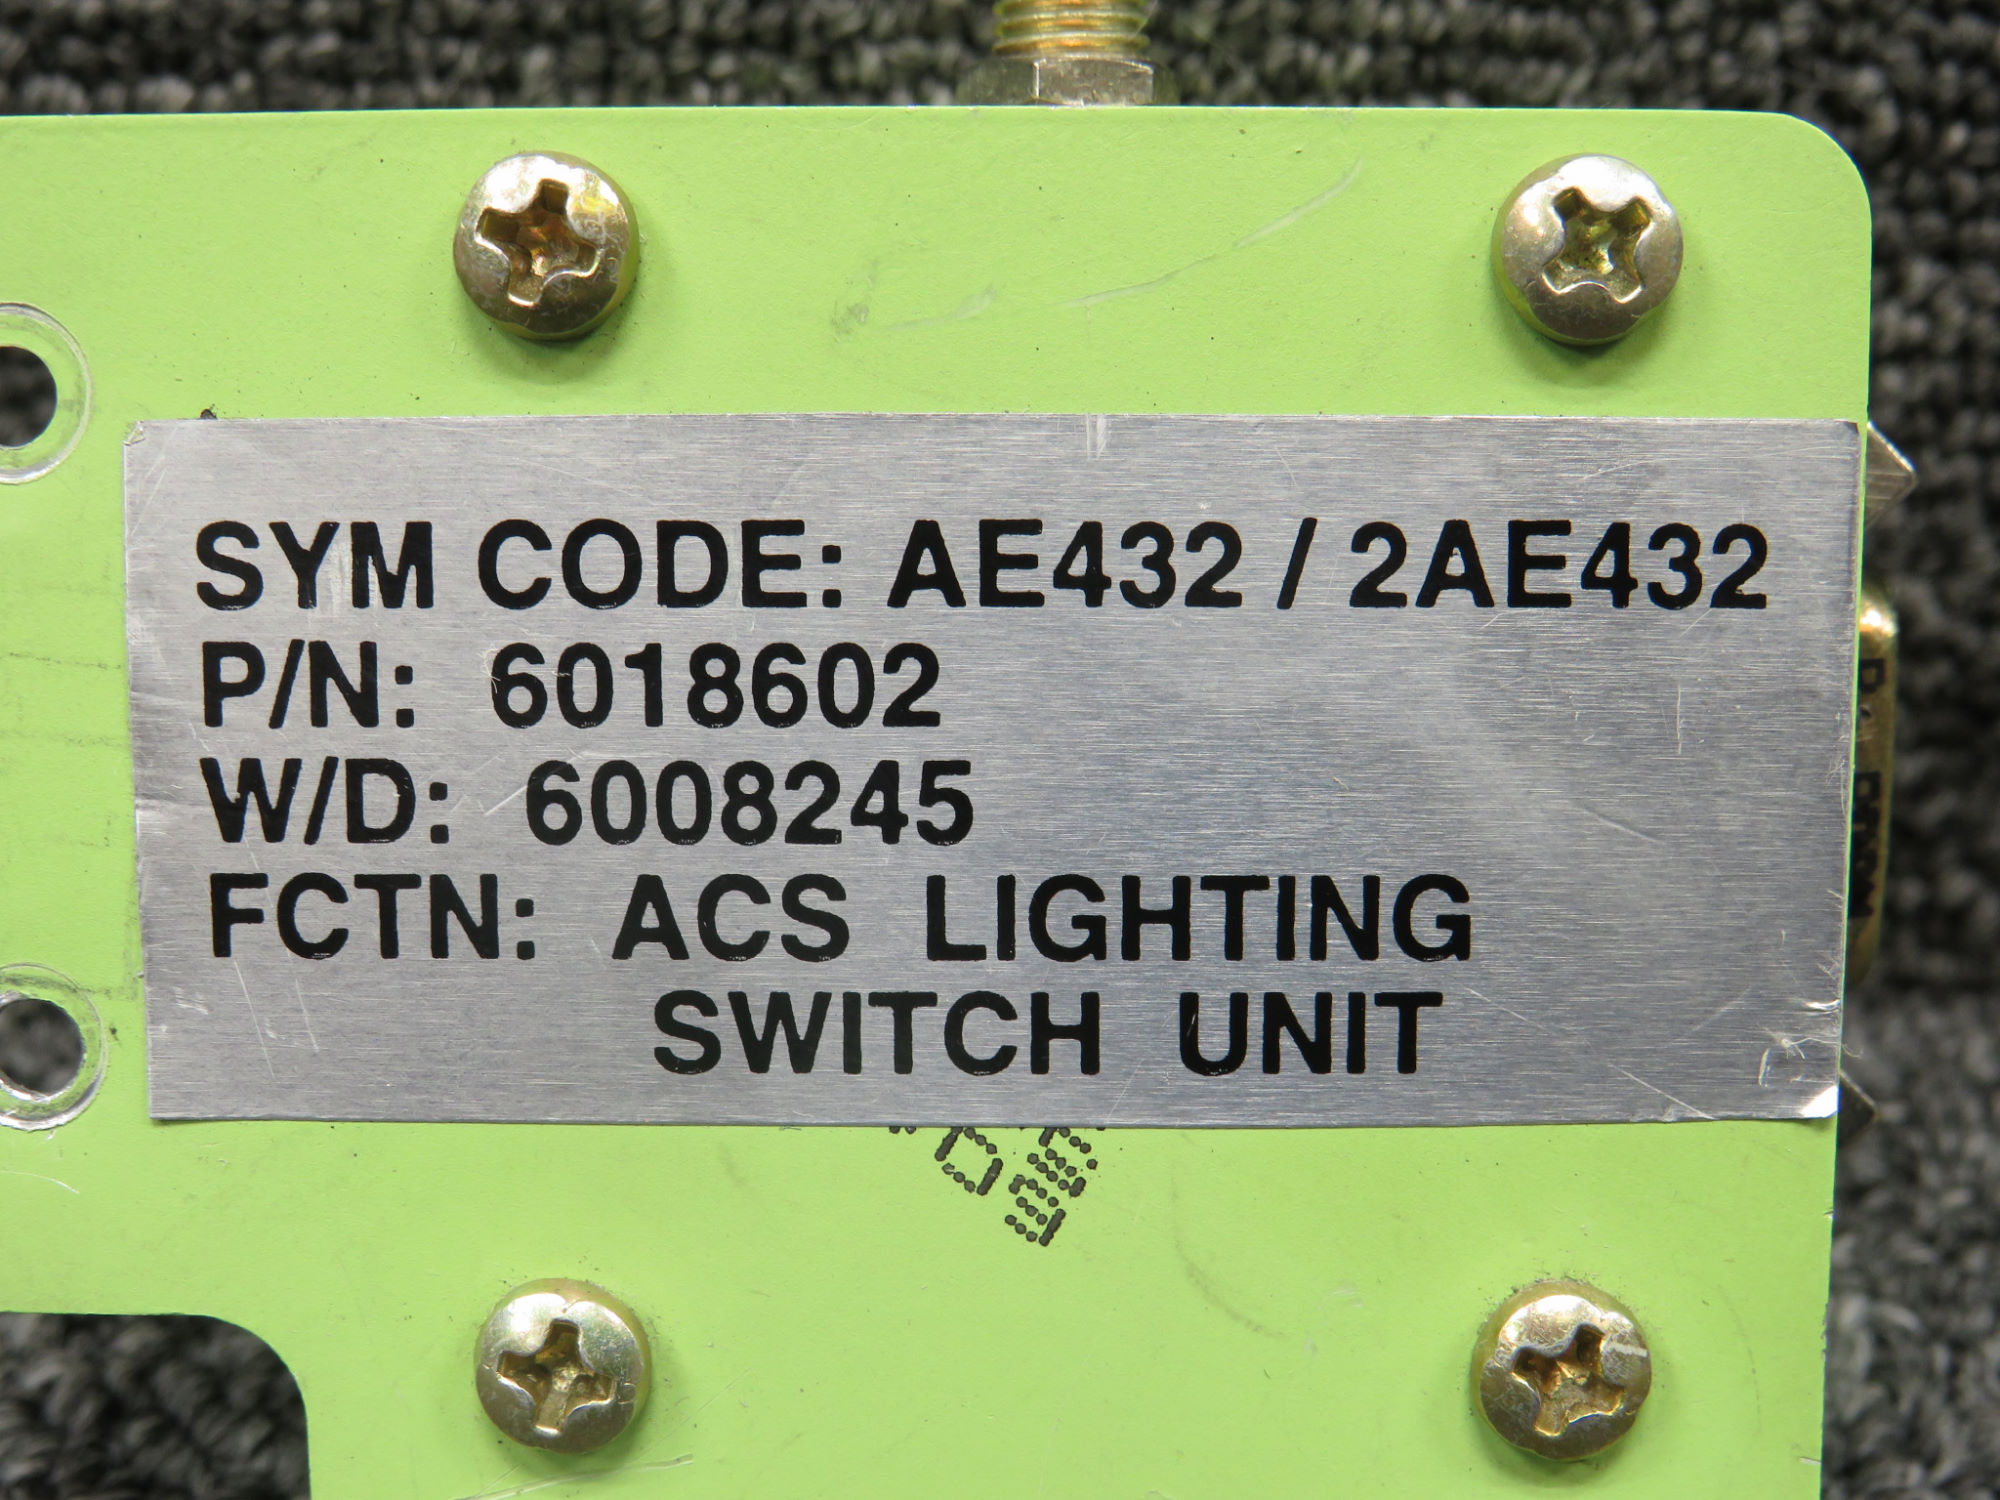 SYM CODE: AE432 / 2AE432
P/N: 6018602
W/D: 6008245
FCTN: ACS LIGHTING
SWITCH UNIT